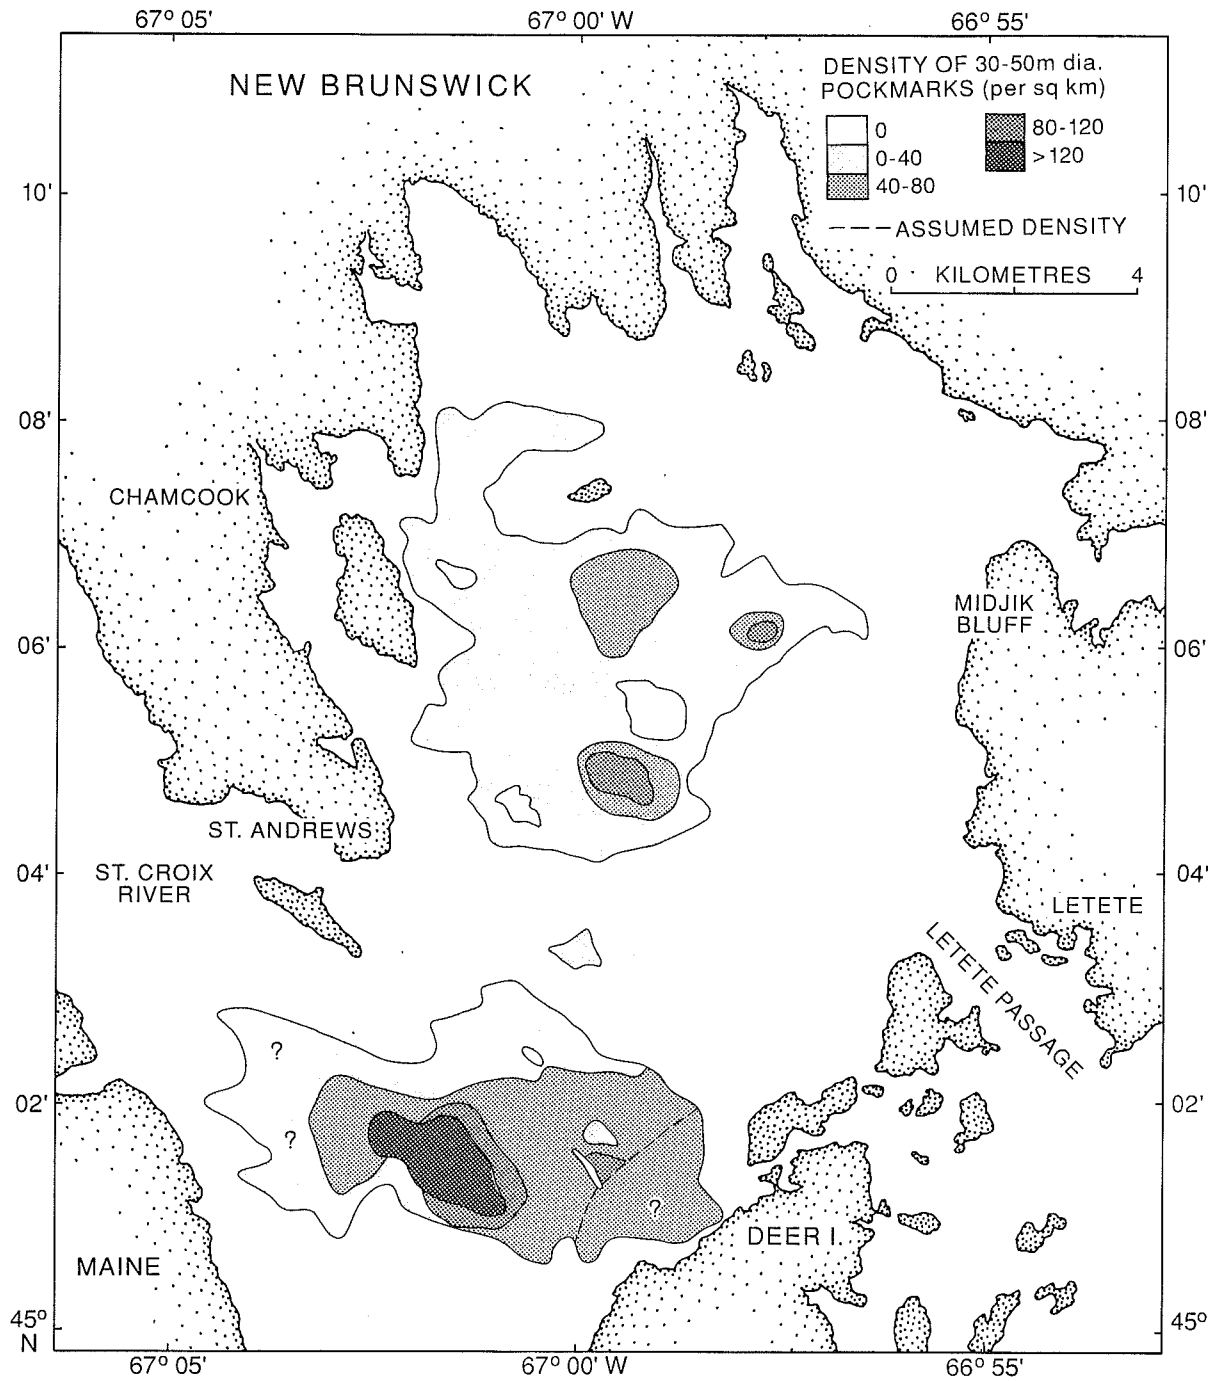 67° 05'
67° 00' W
66° 55'
NEW BRUNSWICK
DENSITY OF 30-50m dia.
POCKMARKS (per sq km)
0
0-40
40-80
80-120
>120
ASSUMED DENSITY
0 KILOMETRES 4
10'
10'
08'
08'
CHAMCOOK
MIDJIK
BLUFF
06'
06'
ST. ANDREWS
ST. CROIX
RIVER
04'
04'
LETETE
LETETE PASSAGE
?
02'
02'
?
?
DEER I.
MAINE
45°
N
45°
67° 05'
67° 00' W
66° 55'